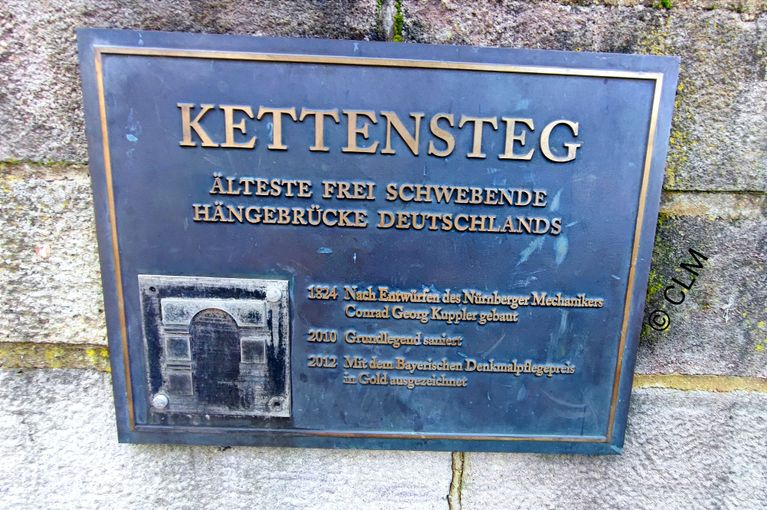 KETTENSTEG
ÄLTESTE FREI SCHWEBENDE
HÄNGEBRÜCKE DEUTSCHLANDS
1824 Nach Entwürfen des Nürnberger Mechanikers
Conrad Georg Kuppler gebaut
2010 Grundlegend saniert
2012 Mit dem Bayerischen Denkmalpflegepreis
in Gold ausgezeichnet
© CLM